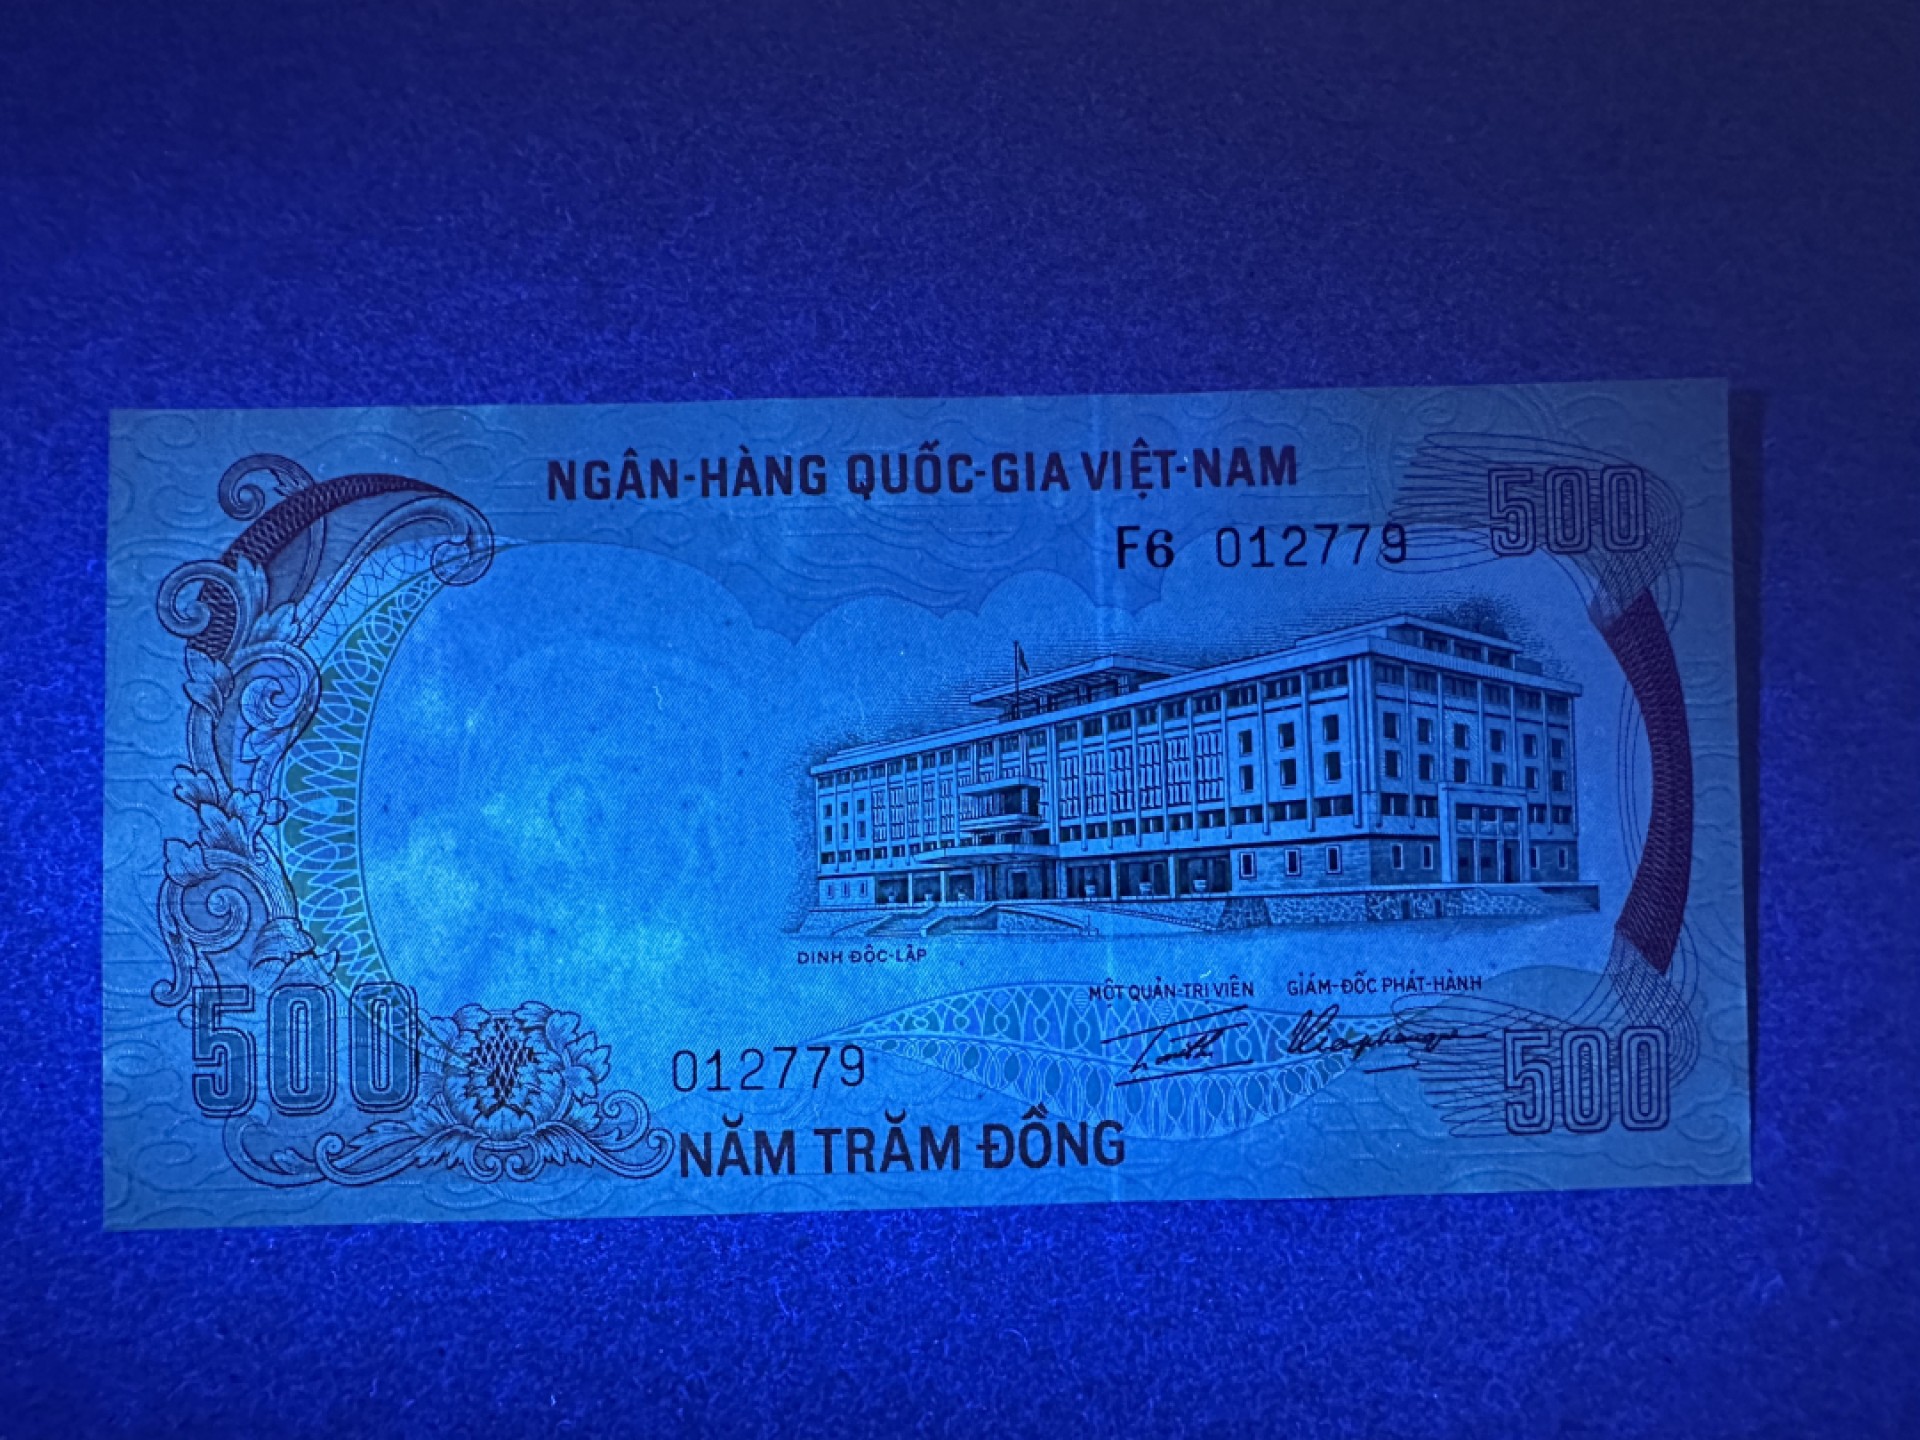 NGÂN-HÀNG QUỐC-GIA VIỆT-NAM
500
F6 012779
DINH ĐỘC-LẬP
MỘT QUẢN-TRỊ VIÊN GIÁM-ĐỐC PHÁT-HÀNH
500
012779
500
NĂM TRĂM ĐỒNG